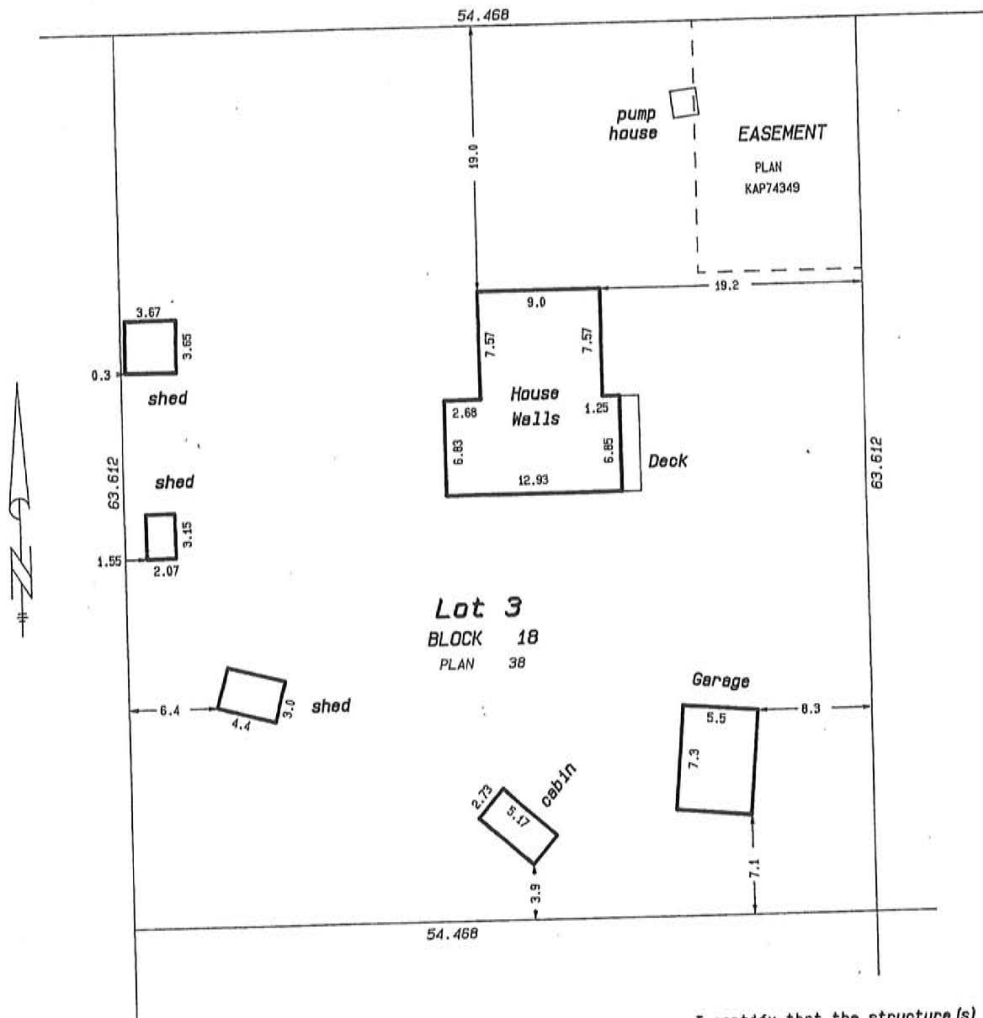 54.468
19.0
pump
house
EASEMENT
PLAN
KAP74349
19.2
9.0
7.57
7.57
3.67
3.65
0.3
shed
House
Walls
2.68
1.25
6.83
6.85
12.93
Deck
63.612
63.612
shed
3.15
1.55
2.07
N
Lot 3
BLOCK 18
PLAN 38
Garage
6.4
4.4
3.0
shed
5.5
8.3
7.3
2.73
5.17
cabin
3.9
7.1
54.468
I certify that the structure(s)